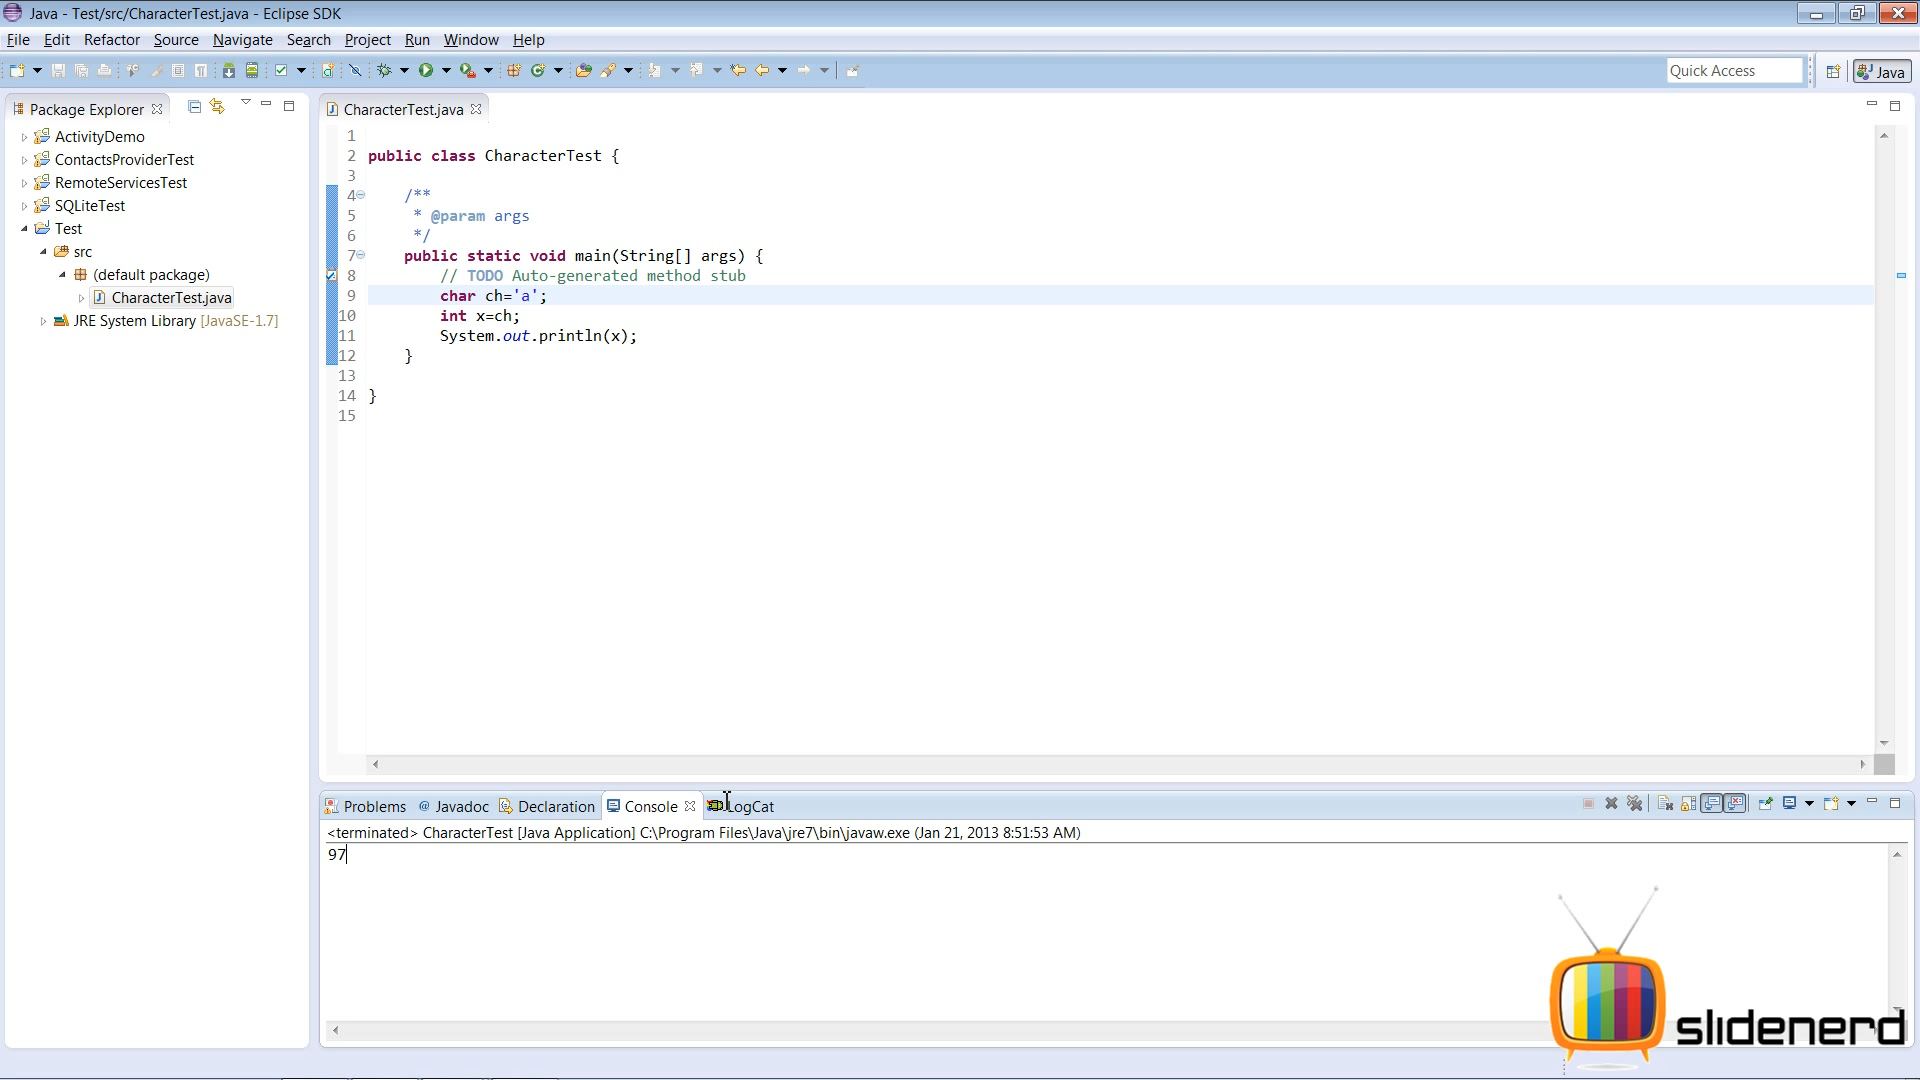 Java - Test/src/CharacterTest.java - Eclipse SDK
File Edit Refactor Source Navigate Search Project Run Window Help
Quick Access
Java
Package Explorer
ActivityDemo
ContactsProviderTest
RemoteServicesTest
SQLiteTest
Test
src
(default package)
CharacterTest.java
JRE System Library [JavaSE-1.7]
CharacterTest.java
1
2 public class CharacterTest {
3
4 /**
5 * @param args
6 */
7 public static void main(String[] args) {
8 // TODO Auto-generated method stub
9 char ch='a';
10 int x=ch;
11 System.out.println(x);
12 }
13
14 }
15
Problems @ Javadoc Declaration Console LogCat
<terminated> CharacterTest [Java Application] C:\Program Files\Java\jre7\bin\javaw.exe (Jan 21, 2013 8:51:53 AM)
97
slidenerd